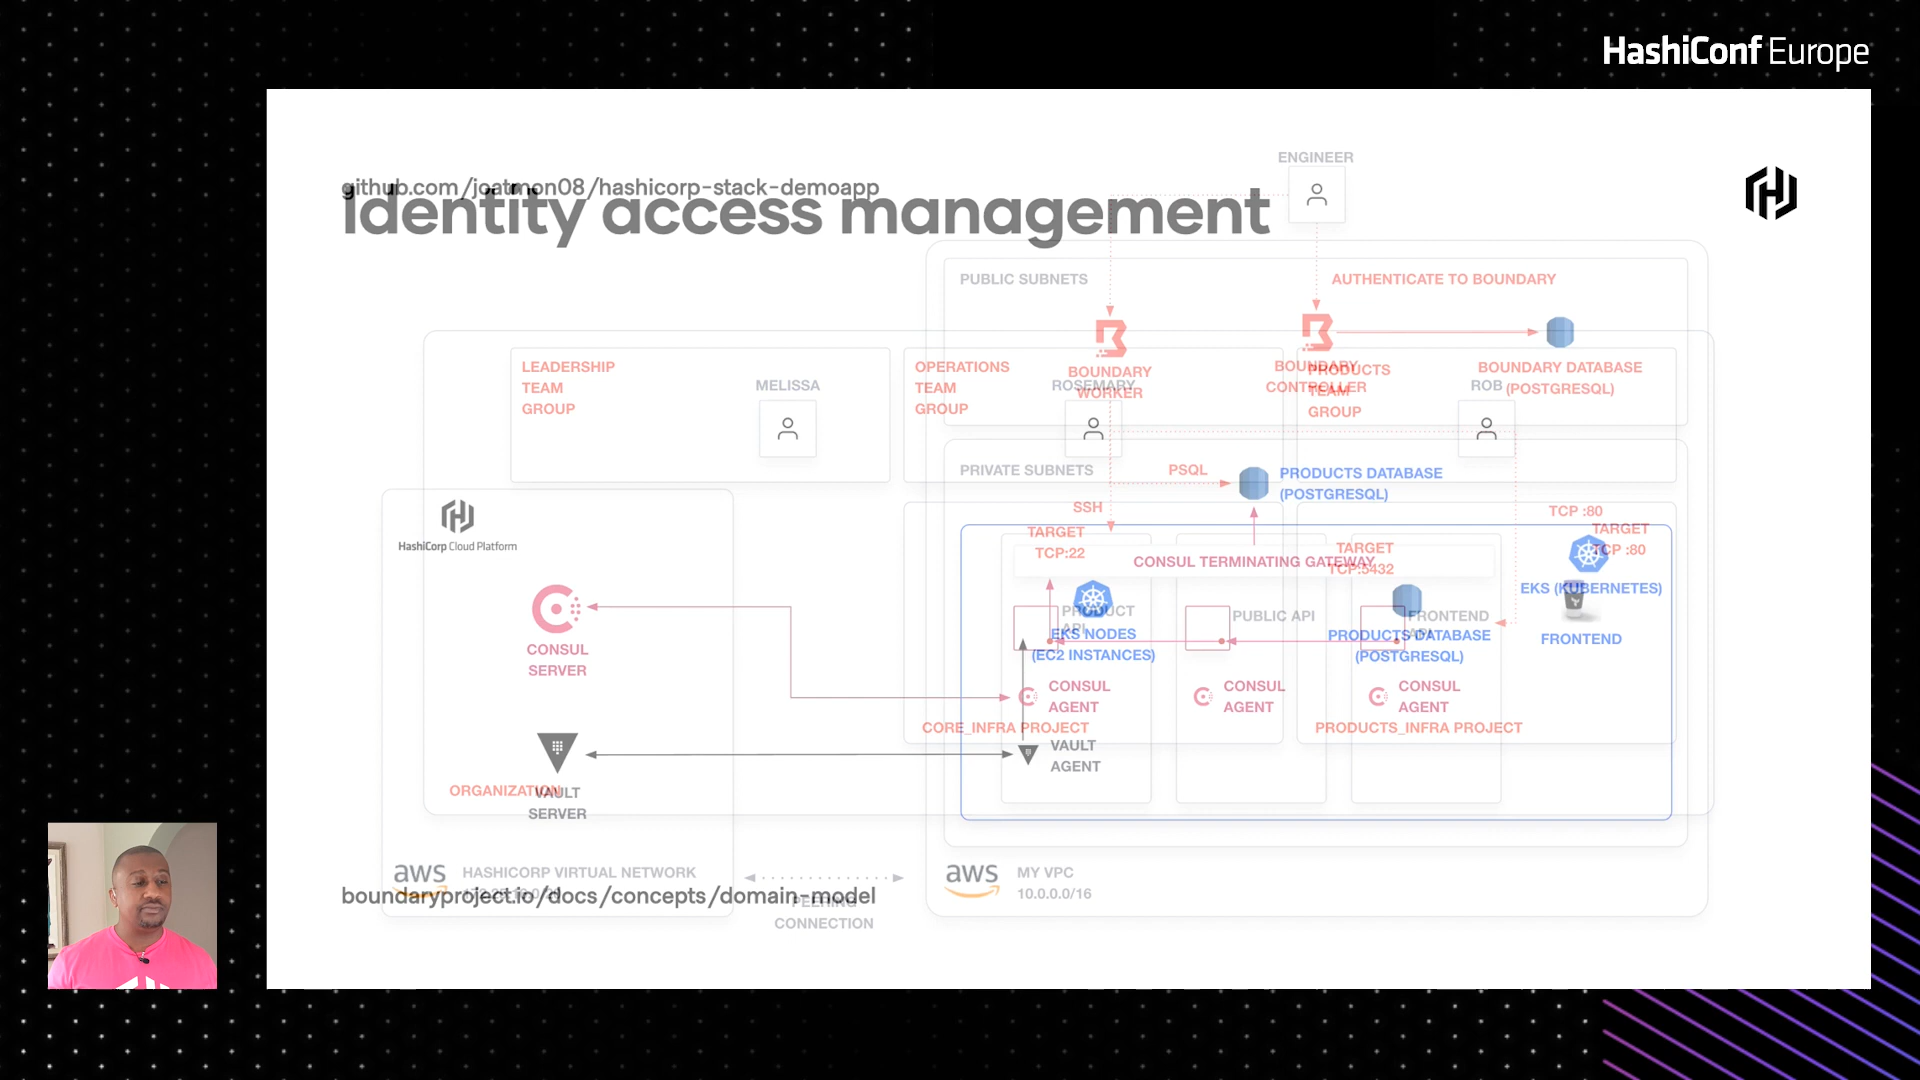 HashiConf Europe
github.com/joatmon08/hashicorp-stack-demoapp
Identity access management
ENGINEER
PUBLIC SUBNETS
AUTHENTICATE TO BOUNDARY
LEADERSHIP
TEAM
GROUP
MELISSA
OPERATIONS
TEAM
GROUP
ROSEMARY
BOUNDARY
WORKER
BOUNDARY
CONTROLLER
PRODUCTS
TEAM
GROUP
BOUNDARY DATABASE
(POSTGRESQL)
ROB
PRIVATE SUBNETS
PSQL
PRODUCTS DATABASE
(POSTGRESQL)
SSH
TCP :80
HashiCorp Cloud Platform
TARGET
TCP:22
CONSUL TERMINATING GATEWAY
TARGET
TCP:5432
TARGET
TCP :80
EKS (KUBERNETES)
PRODUCT
API
PUBLIC API
FRONTEND
EKS NODES
(EC2 INSTANCES)
PRODUCTS DATABASE
(POSTGRESQL)
FRONTEND
CONSUL
SERVER
CONSUL
AGENT
CONSUL
AGENT
CONSUL
AGENT
CORE_INFRA PROJECT
PRODUCTS_INFRA PROJECT
VAULT
AGENT
ORGANIZATION
VAULT
SERVER
aws
HASHICORP VIRTUAL NETWORK
boundaryproject.io/docs/concepts/domain-model
PEERING
CONNECTION
aws
MY VPC
10.0.0.0/16